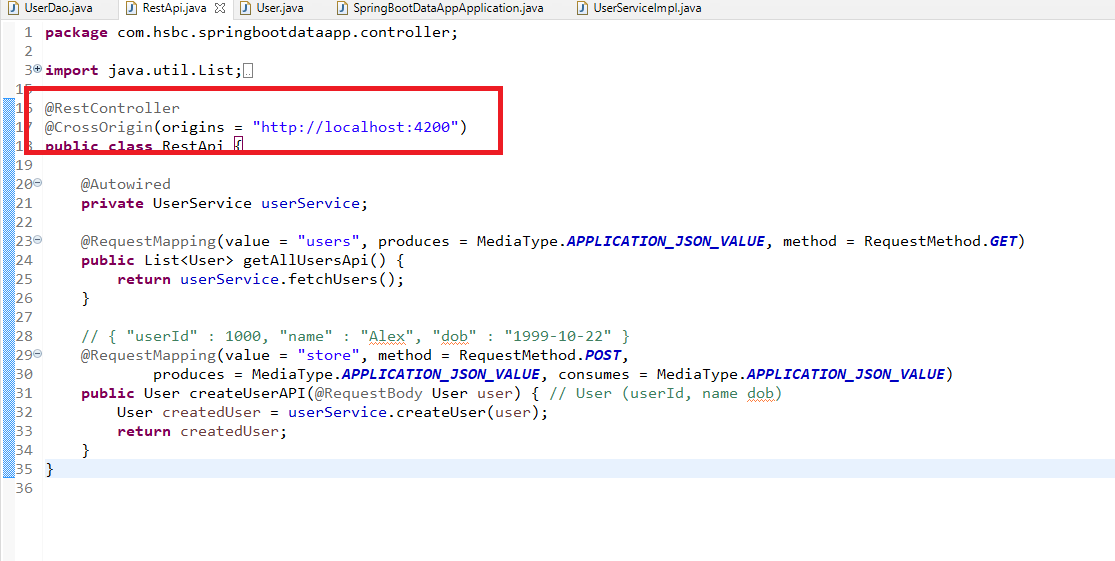 UserDao.java RestApi.java User.java SpringBootDataAppApplication.java UserServiceImpl.java
1 package com.hsbc.springbootdataapp.controller;
2
3 import java.util.List;
15
16 @RestController
17 @CrossOrigin(origins = "http://localhost:4200")
18 public class RestApi {
19
20 @Autowired
21 private UserService userService;
22
23 @RequestMapping(value = "users", produces = MediaType.APPLICATION_JSON_VALUE, method = RequestMethod.GET)
24 public List<User> getAllUsersApi() {
25 return userService.fetchUsers();
26 }
27
28 // { "userId" : 1000, "name" : "Alex", "dob" : "1999-10-22" }
29 @RequestMapping(value = "store", method = RequestMethod.POST,
30 produces = MediaType.APPLICATION_JSON_VALUE, consumes = MediaType.APPLICATION_JSON_VALUE)
31 public User createUserAPI(@RequestBody User user) { // User (userId, name dob)
32 User createdUser = userService.createUser(user);
33 return createdUser;
34 }
35 }
36